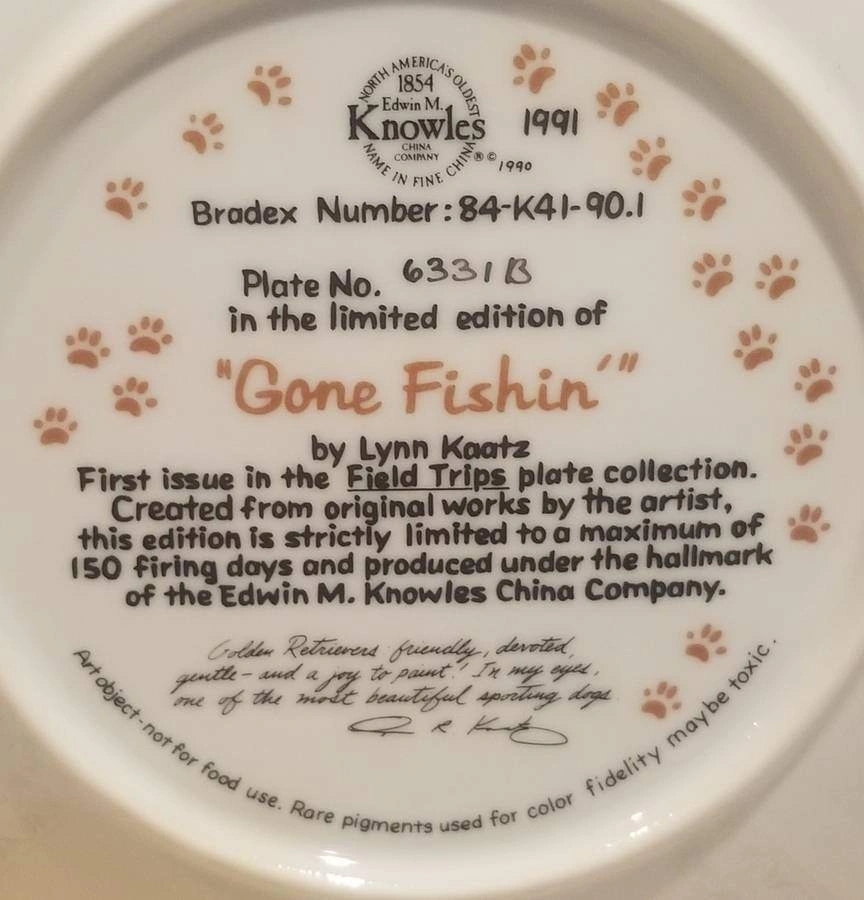 NORTH AMERICA'S OLDEST
1854
Edwin M.
Knowles
CHINA
COMPANY
NAME IN FINE CHINA
®©
1990
1991
Bradex Number: 84-K41-90.1
Plate No. 6331B
in the limited edition of
"Gone Fishin'"
by Lynn Kaatz
First issue in the Field Trips plate collection.
Created from original works by the artist,
this edition is strictly limited to a maximum of
150 firing days and produced under the hallmark
of the Edwin M. Knowles China Company.
Golden Retrievers friendly, devoted,
gentle - and a joy to paint! In my eyes,
one of the most beautiful sporting dogs.
Art object-not for food use. Rare pigments used for color fidelity may be toxic.